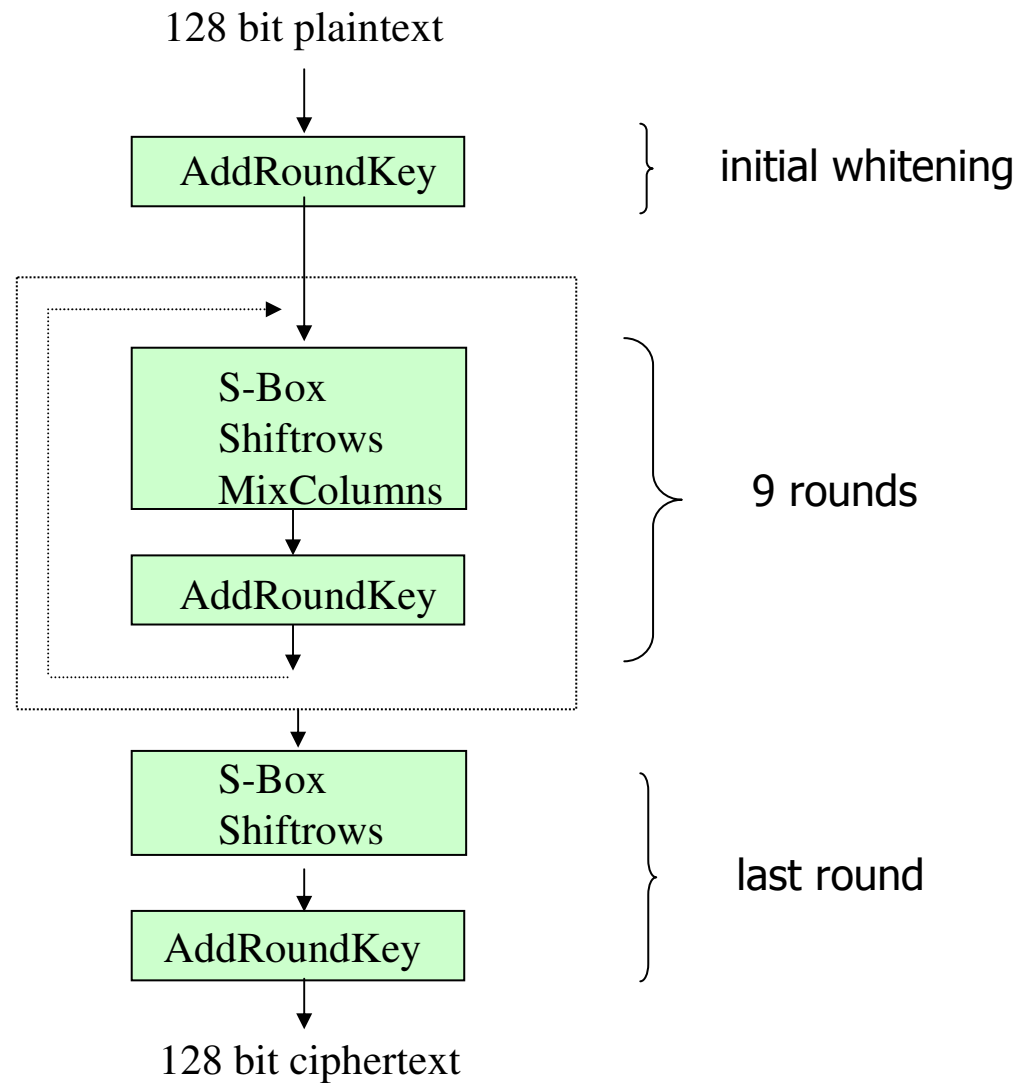 128 bit plaintext
AddRoundKey
initial whitening
S-Box
Shiftrows
MixColumns
9 rounds
AddRoundKey
S-Box
Shiftrows
last round
AddRoundKey
128 bit ciphertext